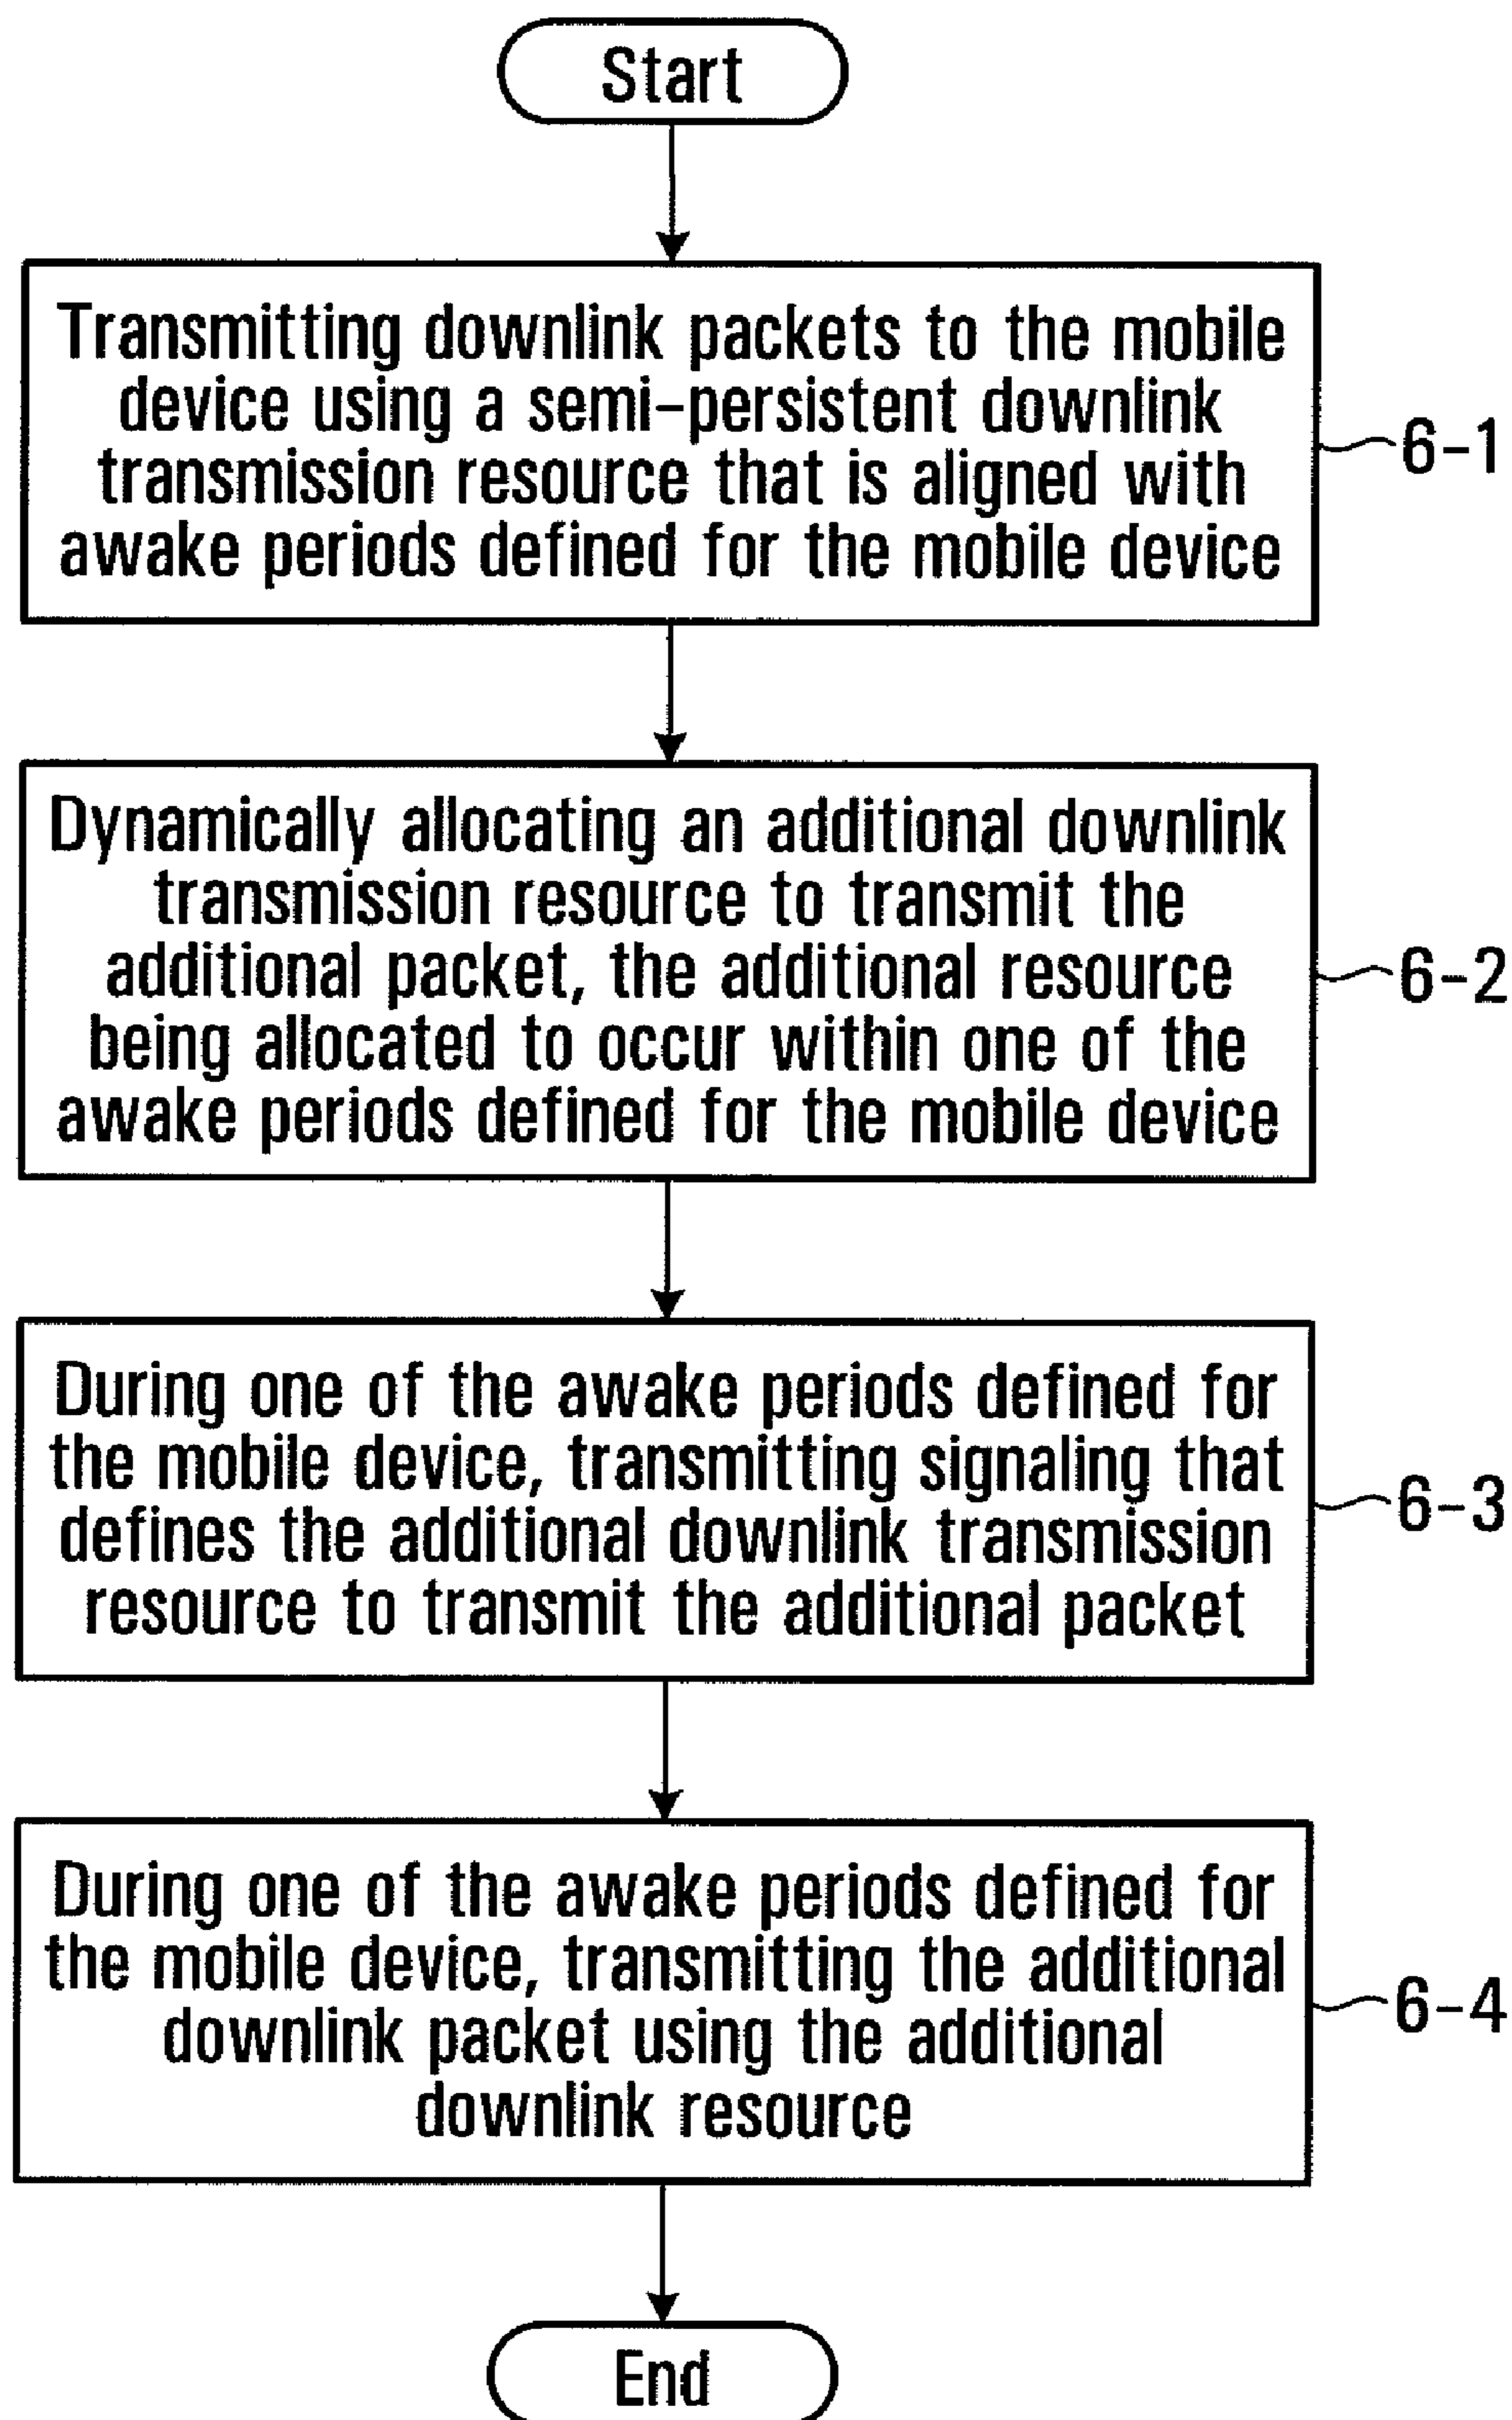 Start
Transmitting downlink packets to the mobile
device using a semi-persistent downlink
transmission resource that is aligned with
awake periods defined for the mobile device
6-1
Dynamically allocating an additional downlink
transmission resource to transmit the
additional packet, the additional resource
being allocated to occur within one of the
awake periods defined for the mobile device
6-2
During one of the awake periods defined for
the mobile device, transmitting signaling that
defines the additional downlink transmission
resource to transmit the additional packet
6-3
During one of the awake periods defined for
the mobile device, transmitting the additional
downlink packet using the additional
downlink resource
6-4
End